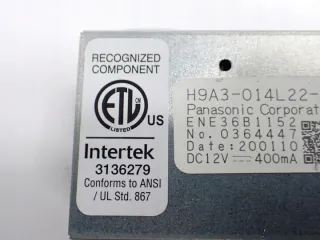 RECOGNIZED
COMPONENT
ETL
LISTED
US
Intertek
3136279
Conforms to ANSI
/ UL Std. 867
H9A3-014L22-
Panasonic Corporat
ENE36B1152
No. 0364447
Date: 200110
DC12V ⎓ 400mA